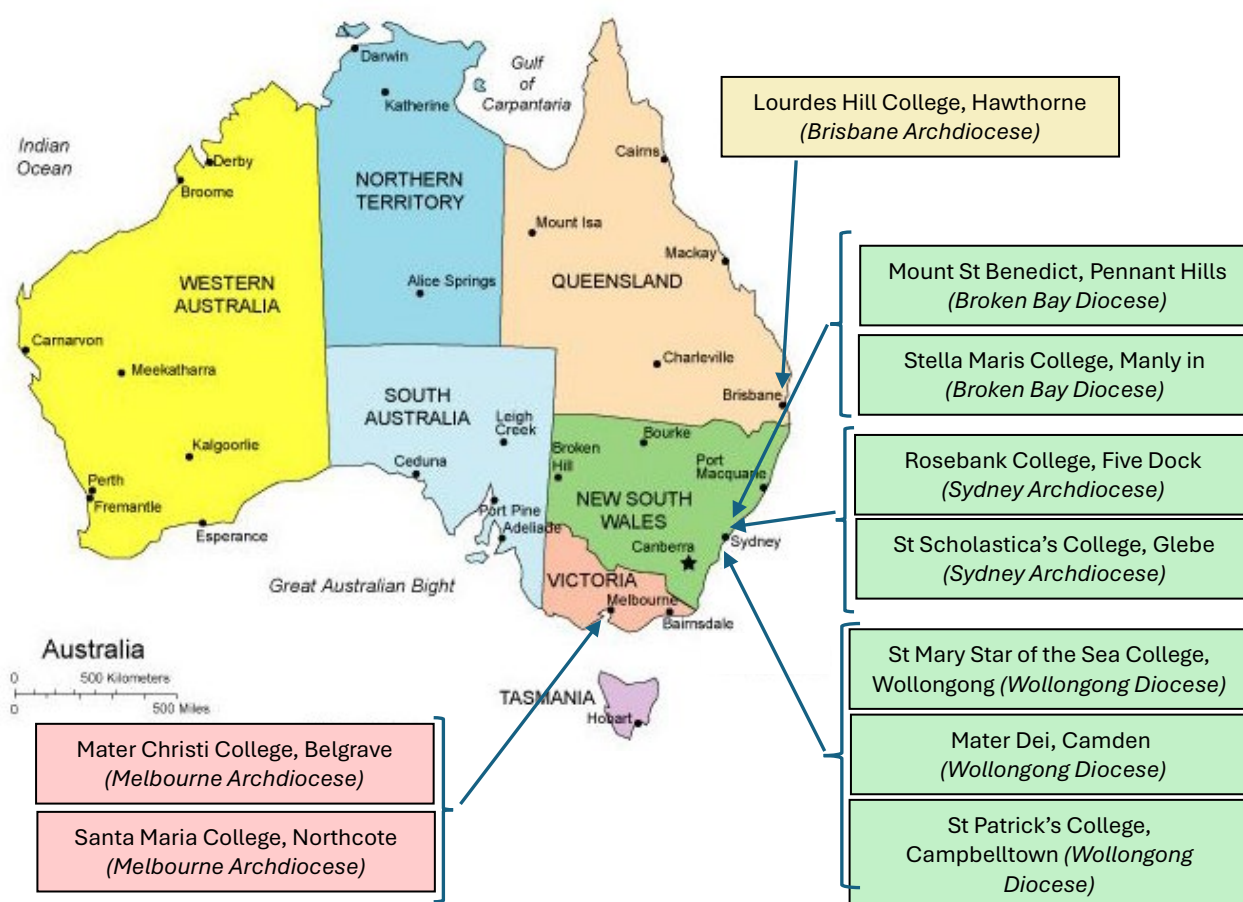 Darwin
Katherine
Gulf
of
Carpantaria
Indian
Ocean
Derby
Broome
NORTHERN
TERRITORY
Cairns
Mount Isa
Mackay
WESTERN
AUSTRALIA
Alice Springs
QUEENSLAND
Carnarvon
Meekatharra
Charleville
SOUTH
AUSTRALIA
Brisbane
Leigh
Creek
Kalgoorlie
Ceduna
Broken
Hill
Bourke
Port
Macquarie
Perth
Fremantle
Esperance
Port Pine
Adeliade
NEW SOUTH
WALES
Canberra
Sydney
Great Australian Bight
VICTORIA
Melbourne
Bairnsdale
TASMANIA
Hobart
Australia
0 500 Kilometers
0 500 Miles
Lourdes Hill College, Hawthorne
(Brisbane Archdiocese)
Mount St Benedict, Pennant Hills
(Broken Bay Diocese)
Stella Maris College, Manly in
(Broken Bay Diocese)
Rosebank College, Five Dock
(Sydney Archdiocese)
St Scholastica’s College, Glebe
(Sydney Archdiocese)
St Mary Star of the Sea College,
Wollongong (Wollongong Diocese)
Mater Dei, Camden
(Wollongong Diocese)
St Patrick’s College,
Campbelltown (Wollongong
Diocese)
Mater Christi College, Belgrave
(Melbourne Archdiocese)
Santa Maria College, Northcote
(Melbourne Archdiocese)